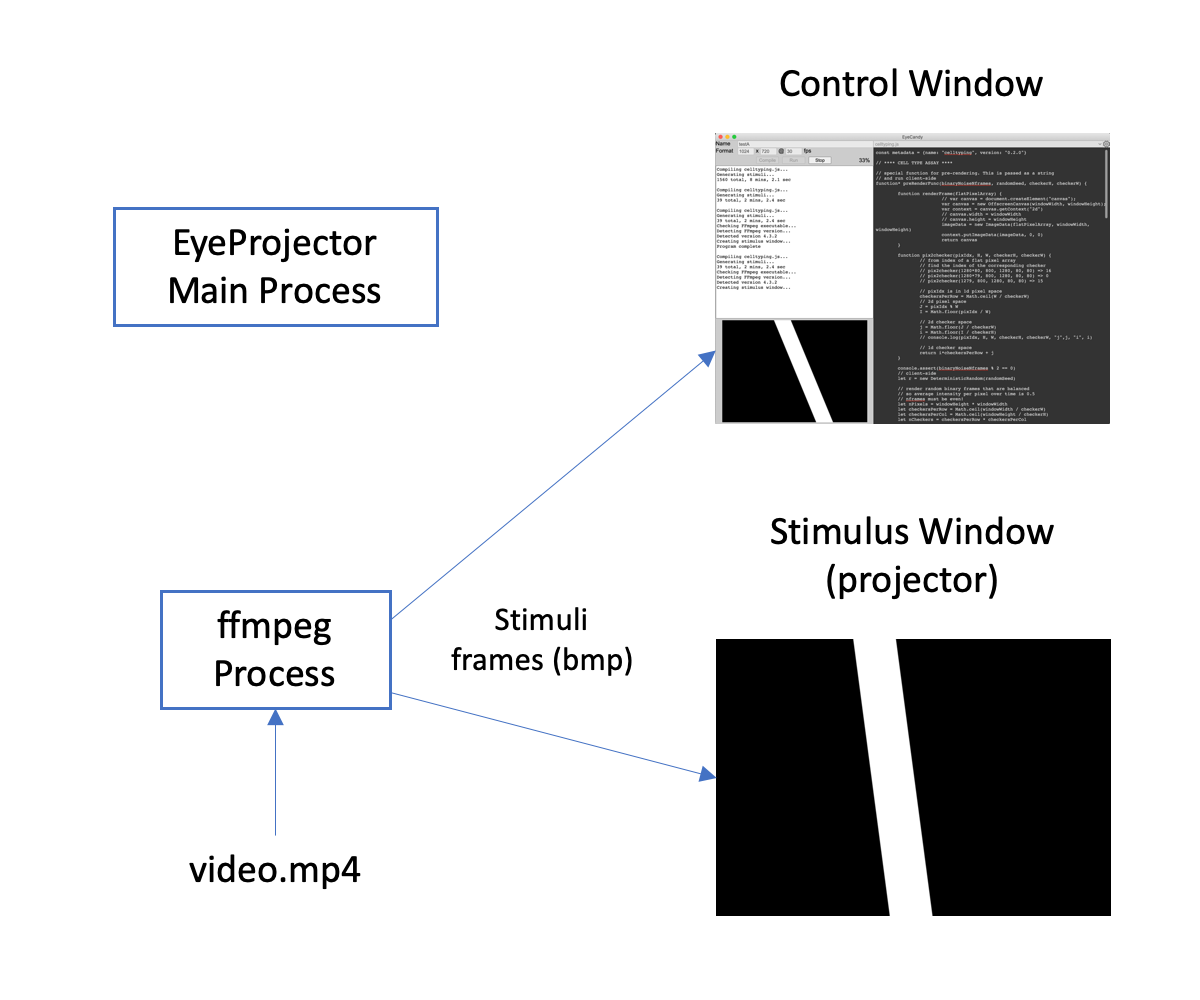 Control Window
EyeCandy
Name testA
celltyping.js
Format 1024 x 720 @ 30 fps
Compile Run Stop 33%
Compiling celltyping.js...
Generating stimuli...
1560 total, 8 mins, 2.1 sec
Compiling celltyping.js...
Generating stimuli...
39 total, 2 mins, 2.4 sec
Compiling celltyping.js...
Generating stimuli...
39 total, 2 mins, 2.4 sec
Checking FFmpeg executable...
Detecting FFmpeg version...
Detected version 4.3.2
Creating stimulus window...
Program complete
Compiling celltyping.js...
Generating stimuli...
39 total, 2 mins, 2.4 sec
Checking FFmpeg executable...
Detecting FFmpeg version...
Detected version 4.3.2
Creating stimulus window...
const metadata = {name: "celltyping", version: "0.2.0"}
// **** CELL TYPE ASSAY ****
// special function for pre-rendering. This is passed as a string
// and run client-side
function* preRenderFunc(binaryNoiseNframes, randomSeed, checkerH, checkerW) {
function renderFrame(flatPixelArray) {
// var canvas = document.createElement("canvas");
var canvas = new OffscreenCanvas(windowWidth, windowHeight);
var context = canvas.getContext("2d")
// canvas.width = windowWidth
// canvas.height = windowHeight
imageData = new ImageData(flatPixelArray, windowWidth,
windowHeight)
context.putImageData(imageData, 0, 0)
return canvas
}
function pix2checker(pixIdx, H, W, checkerH, checkerW) {
// from index of a flat pixel array
// find the index of the corresponding checker
// pix2checker(1280*80, 800, 1280, 80, 80) => 16
// pix2checker(1280*79, 800, 1280, 80, 80) => 0
// pix2checker(1279, 800, 1280, 80, 80) => 15
// pixIdx is in 1d pixel space
checkersPerRow = Math.ceil(W / checkerW)
// 2d pixel space
J = pixIdx % W
I = Math.floor(pixIdx / W)
// 2d checker space
j = Math.floor(J / checkerW)
i = Math.floor(I / checkerH)
// console.log(pixIdx, H, W, checkerH, checkerW, "j",j, "i", i)
// 1d checker space
return i*checkersPerRow + j
}
console.assert(binaryNoiseNframes % 2 == 0)
// client-side
let r = new DeterministicRandom(randomSeed)
// render random binary frames that are balanced
// so average intensity per pixel over time is 0.5
// nframes must be even!
let nPixels = windowHeight * windowWidth
let checkersPerRow = Math.ceil(windowWidth / checkerW)
let checkersPerCol = Math.ceil(windowHeight / checkerH)
let nCheckers = checkersPerRow * checkersPerCol
EyeProjector
Main Process
Stimulus Window
(projector)
ffmpeg
Process
Stimuli
frames (bmp)
video.mp4